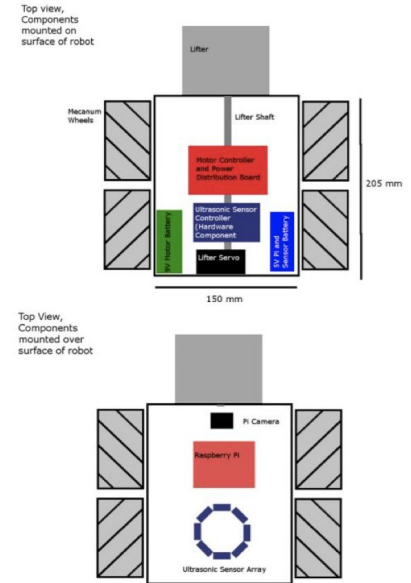 Top view,
Components
mounted on
surface of robot
Lifter
Mecanum
Wheels
Lifter Shaft
Motor Controller
and Power
Distribution Board
Ultrasonic Sensor
Controller
(Hardware
Component
9V Motor Battery
5V Pi and
Sensor Battery
Lifter Servo
205 mm
150 mm
Top View,
Components
mounted over
surface of robot
Pi Camera
Raspberry Pi
Ultrasonic Sensor Array